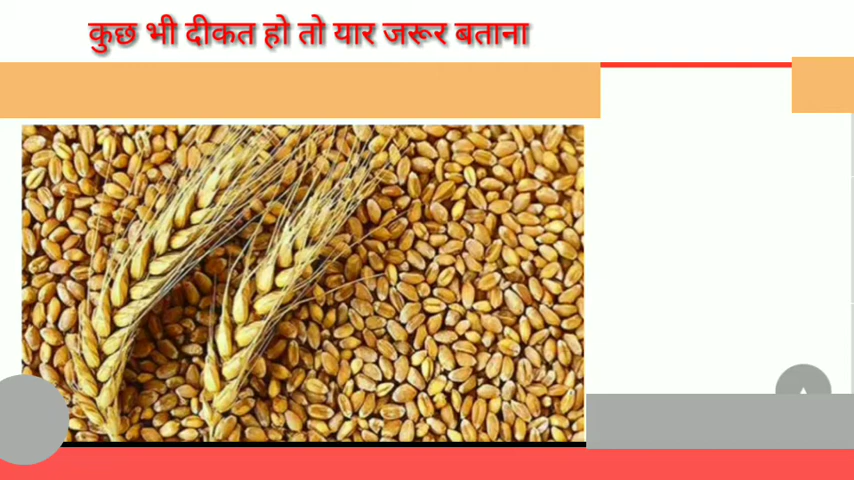 कुछ भी दीकत हो तो यार जरूर बताना